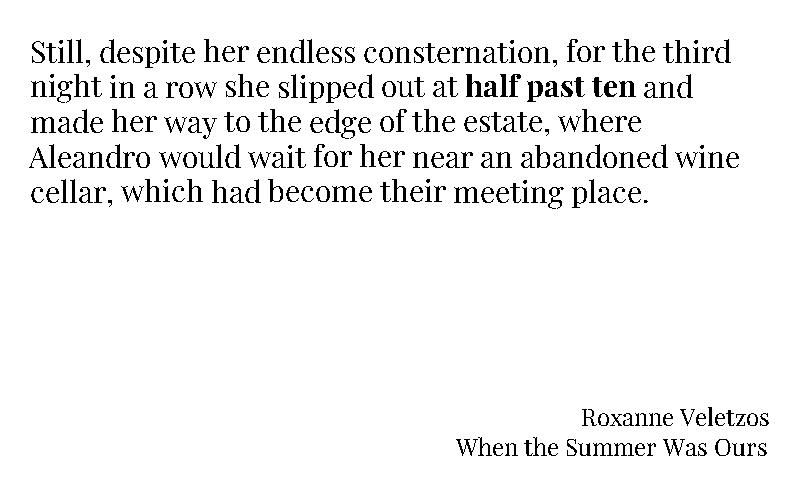 Still, despite her endless consternation, for the third
night in a row she slipped out at half past ten and
made her way to the edge of the estate, where
Aleandro would wait for her near an abandoned wine
cellar, which had become their meeting place.
Roxanne Veletzos
When the Summer Was Ours